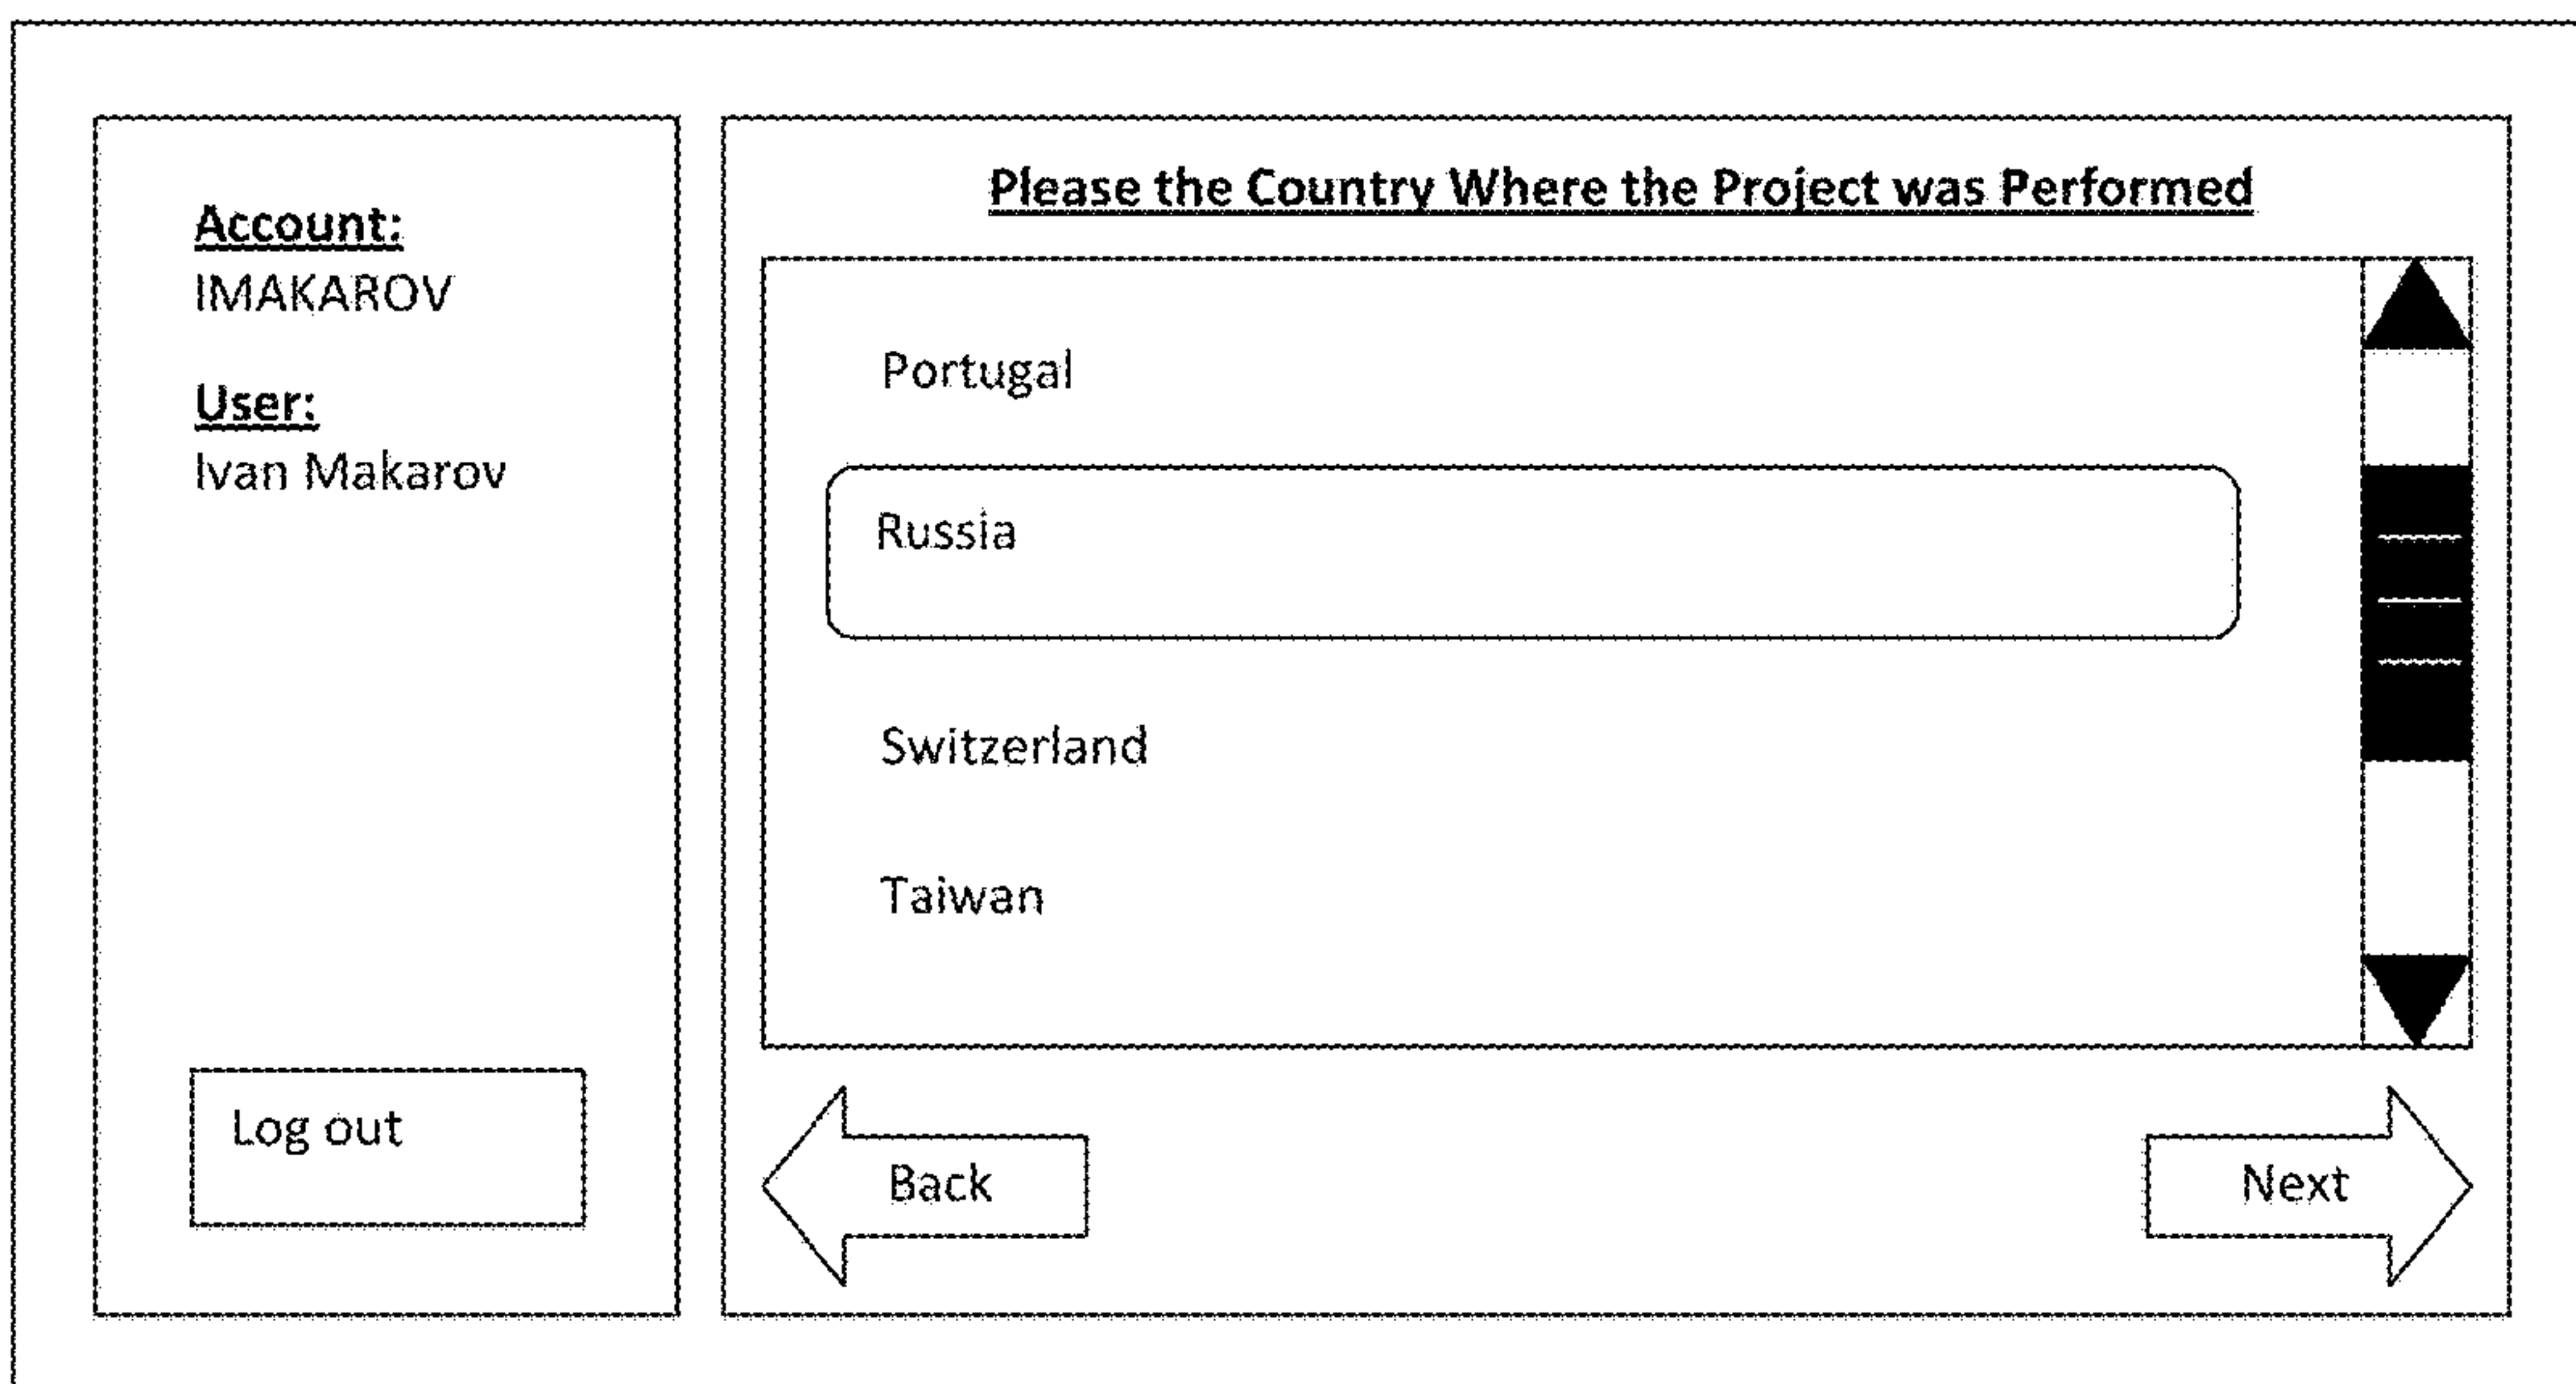 Account:
IMAKAROV
User:
Ivan Makarov
Log out
Please the Country Where the Project was Performed
Portugal
Russia
Switzerland
Taiwan
Back
Next